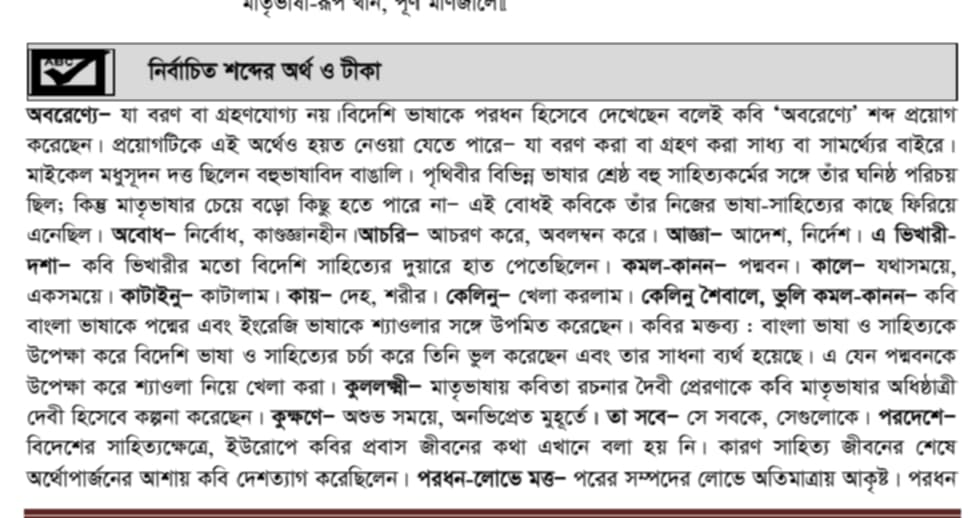 মাতৃভাষা-রূপ খনি, পূর্ণ মণিজালে॥
ABC
নির্বাচিত শব্দের অর্থ ও টীকা
অবরেণ্যে– যা বরণ বা গ্রহণযোগ্য নয়।বিদেশি ভাষাকে পরধন হিসেবে দেখেছেন বলেই কবি ‘অবরেণ্যে’ শব্দ প্রয়োগ
করেছেন। প্রয়োগটিকে এই অর্থেও হয়ত নেওয়া যেতে পারে– যা বরণ করা বা গ্রহণ করা সাধ্য বা সামর্থ্যের বাইরে।
মাইকেল মধুসূদন দত্ত ছিলেন বহুভাষাবিদ বাঙালি। পৃথিবীর বিভিন্ন ভাষার শ্রেষ্ঠ বহু সাহিত্যকর্মের সঙ্গে তাঁর ঘনিষ্ঠ পরিচয়
ছিল; কিন্তু মাতৃভাষার চেয়ে বড়ো কিছু হতে পারে না– এই বোধই কবিকে তাঁর নিজের ভাষা-সাহিত্যের কাছে ফিরিয়ে
এনেছিল। অবোধ– নির্বোধ, কাণ্ডজ্ঞানহীন।আচরি– আচরণ করে, অবলম্বন করে। আজ্ঞা– আদেশ, নির্দেশ। এ ভিখারী-
দশা– কবি ভিখারীর মতো বিদেশি সাহিত্যের দুয়ারে হাত পেতেছিলেন। কমল-কানন– পদ্মবন। কালে– যথাসময়ে,
একসময়ে। কাটাইনু– কাটালাম। কায়– দেহ, শরীর। কেলিনু– খেলা করলাম। কেলিনু শৈবালে, ভুলি কমল-কানন– কবি
বাংলা ভাষাকে পদ্মের এবং ইংরেজি ভাষাকে শ্যাওলার সঙ্গে উপমিত করেছেন। কবির মক্তব্য : বাংলা ভাষা ও সাহিত্যকে
উপেক্ষা করে বিদেশি ভাষা ও সাহিত্যের চর্চা করে তিনি ভুল করেছেন এবং তার সাধনা ব্যর্থ হয়েছে। এ যেন পদ্মবনকে
উপেক্ষা করে শ্যাওলা নিয়ে খেলা করা। কুললক্ষ্মী– মাতৃভাষায় কবিতা রচনার দৈবী প্রেরণাকে কবি মাতৃভাষার অধিষ্ঠাত্রী
দেবী হিসেবে কল্পনা করেছেন। কুক্ষণে– অশুভ সময়ে, অনভিপ্রেত মুহূর্তে। তা সবে– সে সবকে, সেগুলোকে। পরদেশে–
বিদেশের সাহিত্যক্ষেত্রে, ইউরোপে কবির প্রবাস জীবনের কথা এখানে বলা হয় নি। কারণ সাহিত্য জীবনের শেষে
অর্থোপার্জনের আশায় কবি দেশত্যাগ করেছিলেন। পরধন-লোভে মত্ত– পরের সম্পদের লোভে অতিমাত্রায় আকৃষ্ট। পরধন